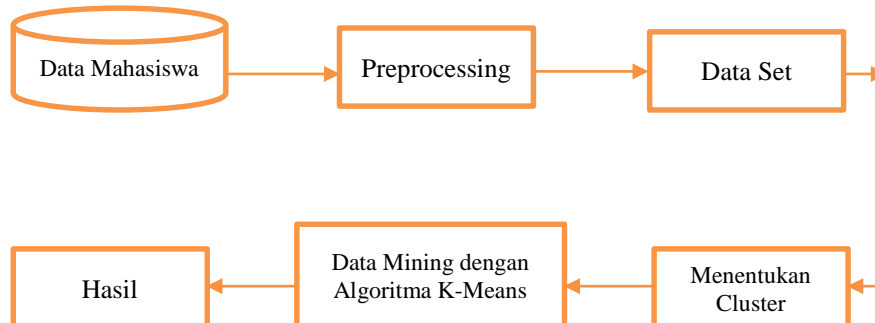 Data Mahasiswa
Preprocessing
Data Set
Menentukan
Cluster
Data Mining dengan
Algoritma K-Means
Hasil